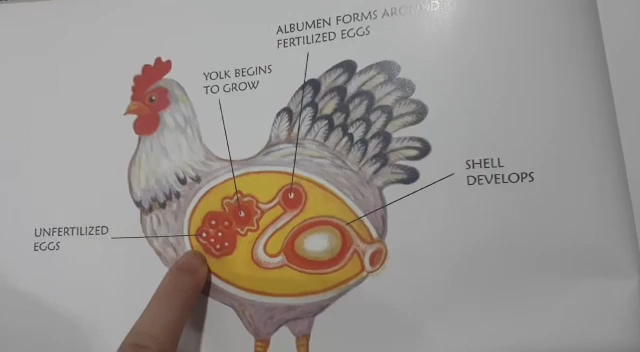 ALBUMEN FORMS AROUND
FERTILIZED EGGS
YOLK BEGINS
TO GROW
SHELL
DEVELOPS
UNFERTILIZED
EGGS